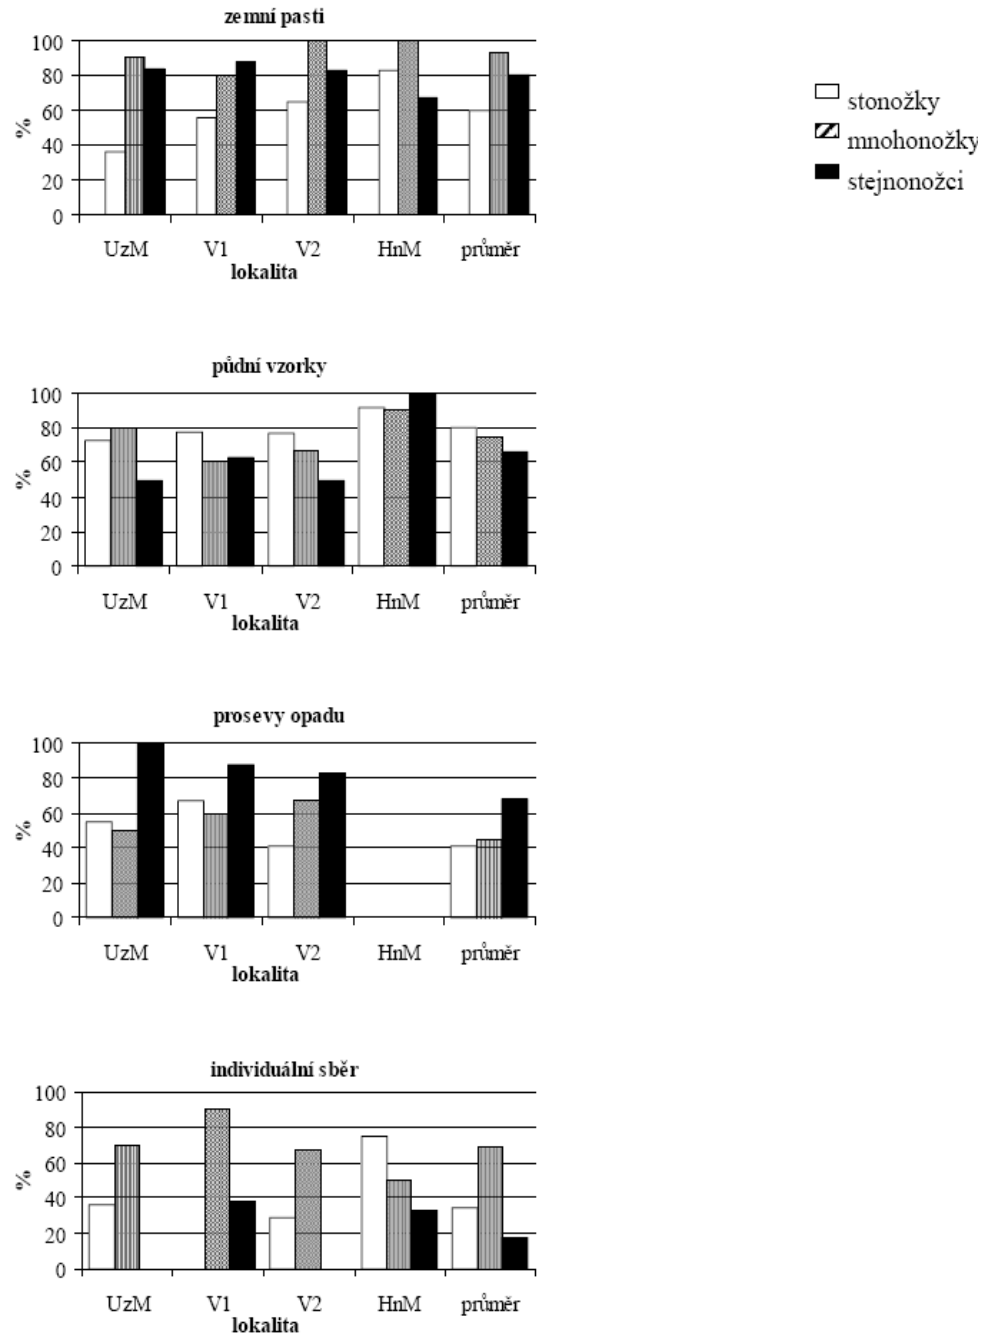 zemní pasti
100
80
60
40
20
0
%
UzM V1 V2 HnM průměr
lokalita
stonožky
mnohonožky
stejnonožci
půdní vzorky
100
80
60
40
20
0
%
UzM V1 V2 HnM průměr
lokalita
prosevy opadu
100
80
60
40
20
0
%
UzM V1 V2 HnM průměr
lokalita
individuální sběr
100
80
60
40
20
0
%
UzM V1 V2 HnM průměr
lokalita